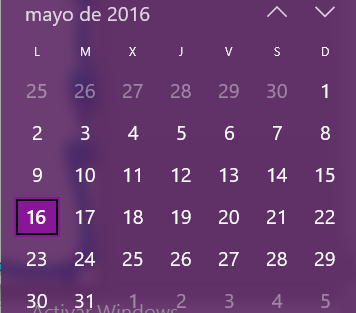 mayo de 2016
L M X J V S D
25 26 27 28 29 30 1
2 3 4 5 6 7 8
9 10 11 12 13 14 15
16 17 18 19 20 21 22
23 24 25 26 27 28 29
30 31 1 2 3 4 5
Activar Windows